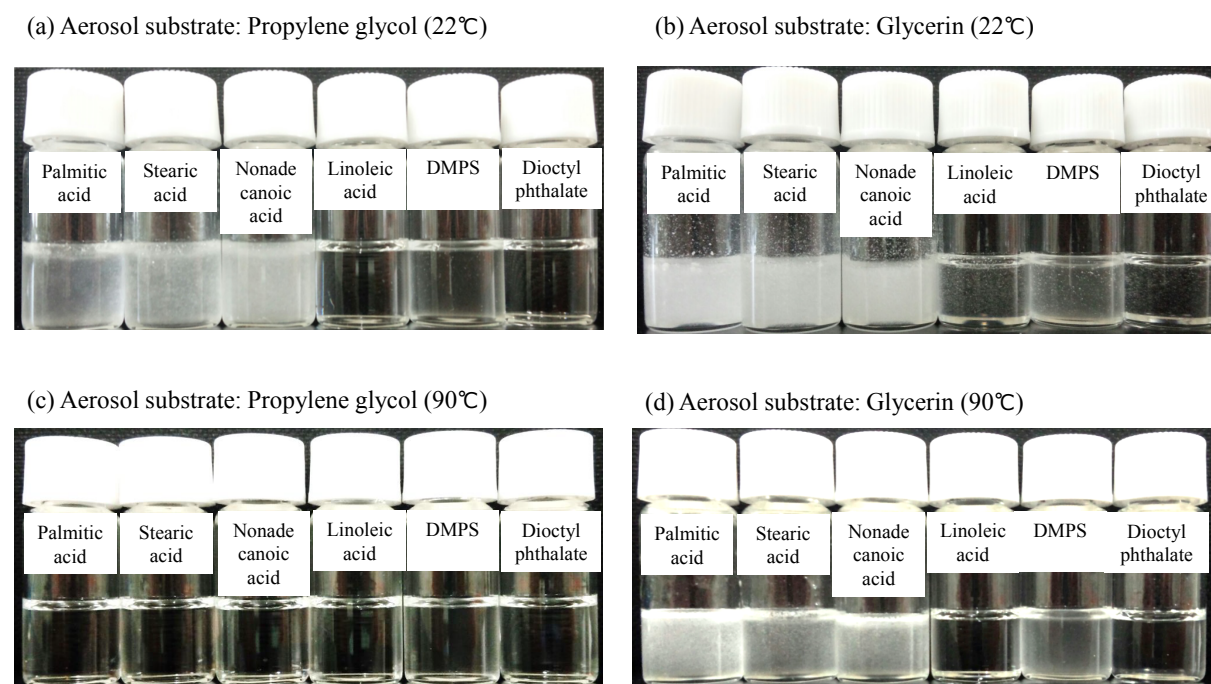 (a) Aerosol substrate: Propylene glycol (22℃)
Palmitic
acid
Stearic
acid
Nonade
canoic
acid
Linoleic
acid
DMPS
Dioctyl
phthalate
(b) Aerosol substrate: Glycerin (22℃)
Palmitic
acid
Stearic
acid
Nonade
canoic
acid
Linoleic
acid
DMPS
Dioctyl
phthalate
(c) Aerosol substrate: Propylene glycol (90℃)
Palmitic
acid
Stearic
acid
Nonade
canoic
acid
Linoleic
acid
DMPS
Dioctyl
phthalate
(d) Aerosol substrate: Glycerin (90℃)
Palmitic
acid
Stearic
acid
Nonade
canoic
acid
Linoleic
acid
DMPS
Dioctyl
phthalate